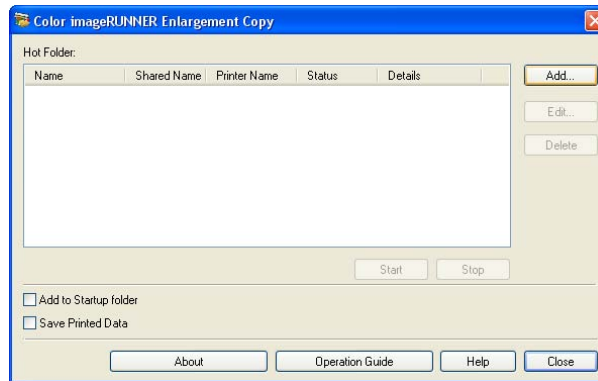 Color imageRUNNER Enlargement Copy
Hot Folder:
Name Shared Name Printer Name Status Details
Add...
Edit...
Delete
Start Stop
Add to Startup folder
Save Printed Data
About Operation Guide Help Close